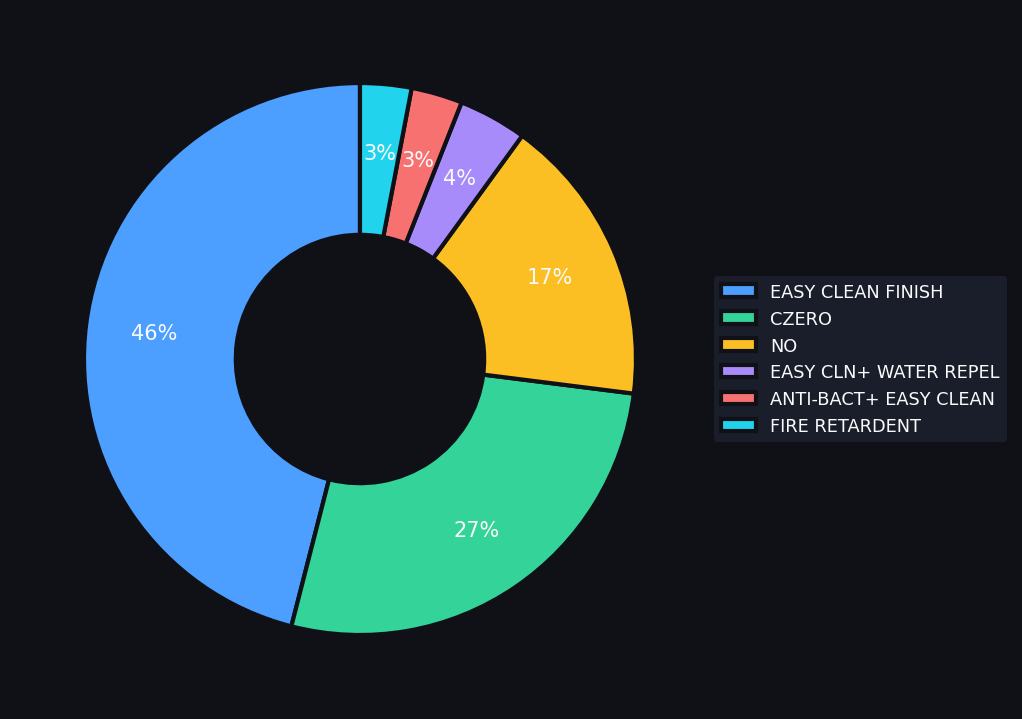 3%
3%
4%
17%
46%
27%
EASY CLEAN FINISH
CZERO
NO
EASY CLN+ WATER REPEL
ANTI-BACT+ EASY CLEAN
FIRE RETARDENT